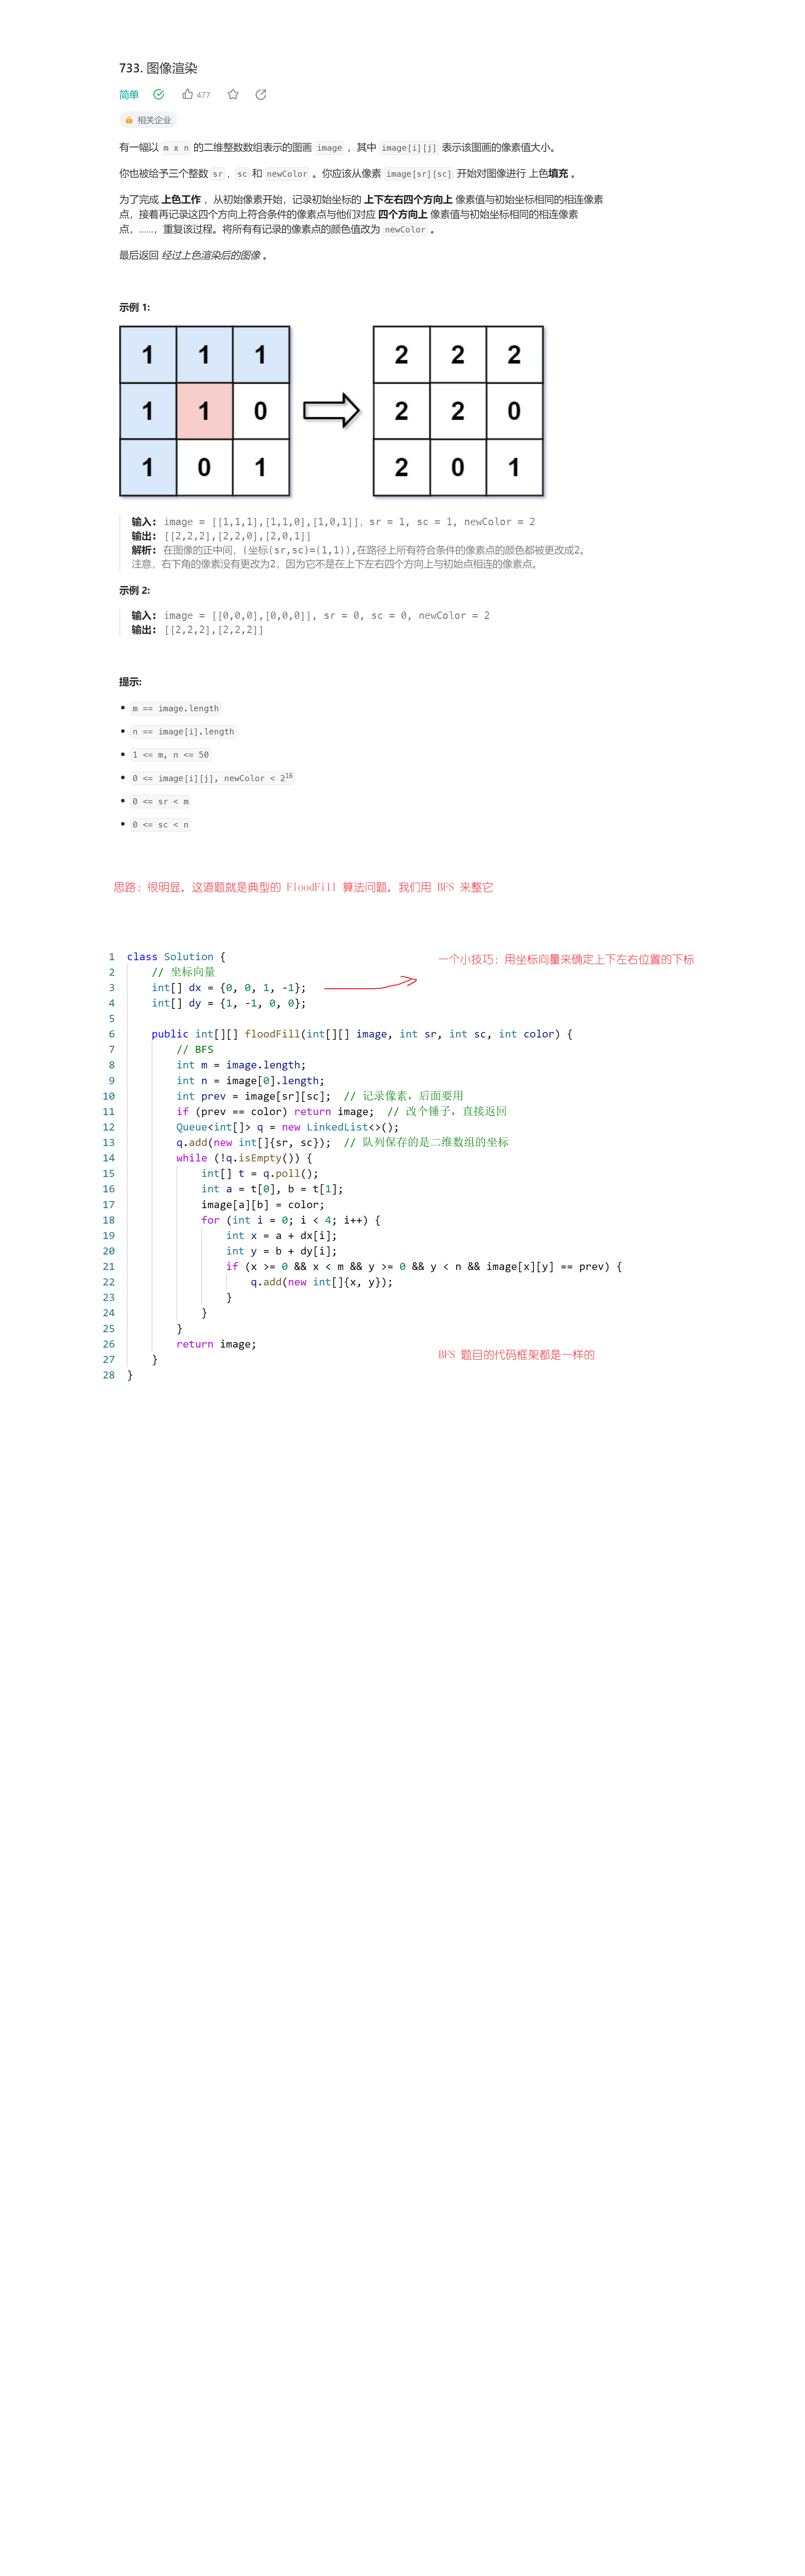 733. 图像渲染
简单 477
相关企业
有一幅以 m x n 的二维整数数组表示的图画 image ，其中 image[i][j] 表示该图画的像素值大小。
你也被给予三个整数 sr , sc 和 newColor 。你应该从像素 image[sr][sc] 开始对图像进行 上色填充 。
为了完成 上色工作 ，从初始像素开始，记录初始坐标的 上下左右四个方向上 像素值与初始坐标相同的相连像素
点，接着再记录这四个方向上符合条件的像素点与他们对应 四个方向上 像素值与初始坐标相同的相连像素
点，……，重复该过程。将所有有记录的像素点的颜色值改为 newColor 。
最后返回 经过上色渲染后的图像 。
示例 1:
1 1 1 2 2 2
1 1 0 2 2 0
1 0 1 2 0 1
输入: image = [[1,1,1],[1,1,0],[1,0,1]]，sr = 1, sc = 1, newColor = 2
输出: [[2,2,2],[2,2,0],[2,0,1]]
解析: 在图像的正中间，(坐标(sr,sc)=(1,1)),在路径上所有符合条件的像素点的颜色都被更改成2。
注意，右下角的像素没有更改为2，因为它不是在上下左右四个方向上与初始点相连的像素点。
示例 2:
输入: image = [[0,0,0],[0,0,0]], sr = 0, sc = 0, newColor = 2
输出: [[2,2,2],[2,2,2]]
提示:
• m == image.length
• n == image[i].length
• 1 <= m, n <= 50
• 0 <= image[i][j], newColor < 2^16
• 0 <= sr < m
• 0 <= sc < n
思路：很明显，这道题就是典型的 FloodFill 算法问题，我们用 BFS 来整它
1 class Solution {
一个小技巧：用坐标向量来确定上下左右位置的下标
2     // 坐标向量
3     int[] dx = {0, 0, 1, -1};
4     int[] dy = {1, -1, 0, 0};
5
6     public int[][] floodFill(int[][] image, int sr, int sc, int color) {
7         // BFS
8         int m = image.length;
9         int n = image[0].length;
10         int prev = image[sr][sc];  // 记录像素，后面要用
11         if (prev == color) return image;  // 改个锤子，直接返回
12         Queue<int[]> q = new LinkedList<>();
13         q.add(new int[]{sr, sc});  // 队列保存的是二维数组的坐标
14         while (!q.isEmpty()) {
15             int[] t = q.poll();
16             int a = t[0], b = t[1];
17             image[a][b] = color;
18             for (int i = 0; i < 4; i++) {
19                 int x = a + dx[i];
20                 int y = b + dy[i];
21                 if (x >= 0 && x < m && y >= 0 && y < n && image[x][y] == prev) {
22                     q.add(new int[]{x, y});
23                 }
24             }
25         }
26         return image;
BFS 题目的代码框架都是一样的
27     }
28 }